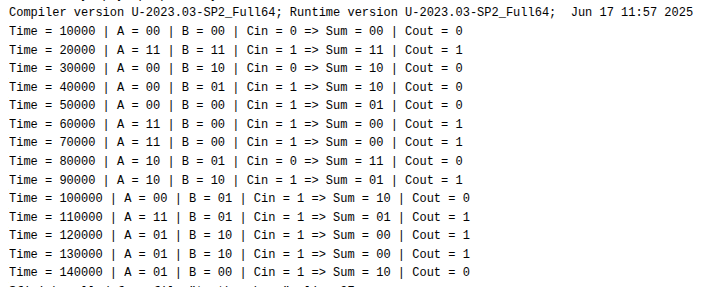 Compiler version U-2023.03-SP2_Full64; Runtime version U-2023.03-SP2_Full64;  Jun 17 11:57 2025
Time = 10000 | A = 00 | B = 00 | Cin = 0 => Sum = 00 | Cout = 0
Time = 20000 | A = 11 | B = 11 | Cin = 1 => Sum = 11 | Cout = 1
Time = 30000 | A = 00 | B = 10 | Cin = 0 => Sum = 10 | Cout = 0
Time = 40000 | A = 00 | B = 01 | Cin = 1 => Sum = 10 | Cout = 0
Time = 50000 | A = 00 | B = 00 | Cin = 1 => Sum = 01 | Cout = 0
Time = 60000 | A = 11 | B = 00 | Cin = 1 => Sum = 00 | Cout = 1
Time = 70000 | A = 11 | B = 00 | Cin = 1 => Sum = 00 | Cout = 1
Time = 80000 | A = 10 | B = 01 | Cin = 0 => Sum = 11 | Cout = 0
Time = 90000 | A = 10 | B = 10 | Cin = 1 => Sum = 01 | Cout = 1
Time = 100000 | A = 00 | B = 01 | Cin = 1 => Sum = 10 | Cout = 0
Time = 110000 | A = 11 | B = 01 | Cin = 1 => Sum = 01 | Cout = 1
Time = 120000 | A = 01 | B = 10 | Cin = 1 => Sum = 00 | Cout = 1
Time = 130000 | A = 01 | B = 10 | Cin = 1 => Sum = 00 | Cout = 1
Time = 140000 | A = 01 | B = 00 | Cin = 1 => Sum = 10 | Cout = 0